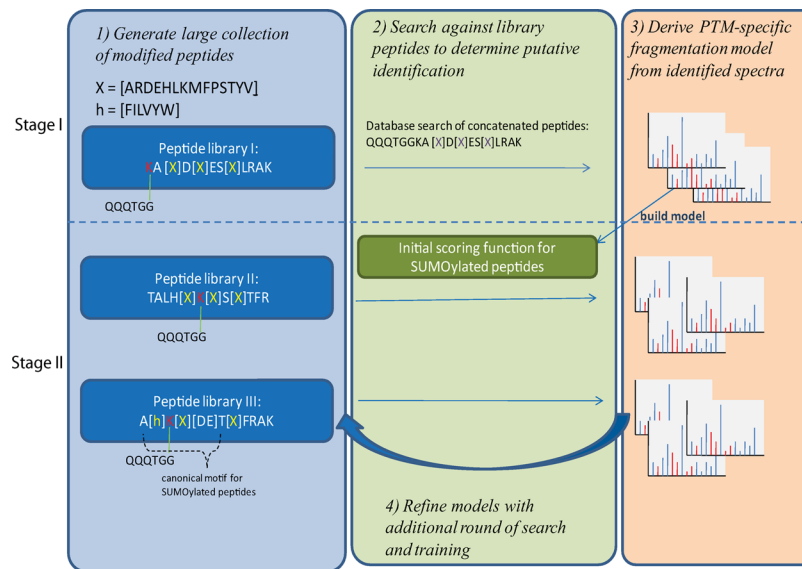 1) Generate large collection
of modified peptides
X = [ARDEHLKMFPSTYV]
h = [FILVYW]
Stage I
Peptide library I:
KA [X]D[X]ES[X]LRAK
QQQTGG
2) Search against library
peptides to determine putative
identification
Database search of concatenated peptides:
QQQTGGKA [X]D[X]ES[X]LRAK
3) Derive PTM-specific
fragmentation model
from identified spectra
build model
Initial scoring function for
SUMOylated peptides
Stage II
Peptide library II:
TALH[X]K[X]S[X]TFR
QQQTGG
Peptide library III:
A[h]K[X][DE]T[X]FRAK
QQQTGG
canonical motif for
SUMOylated peptides
4) Refine models with
additional round of search
and training